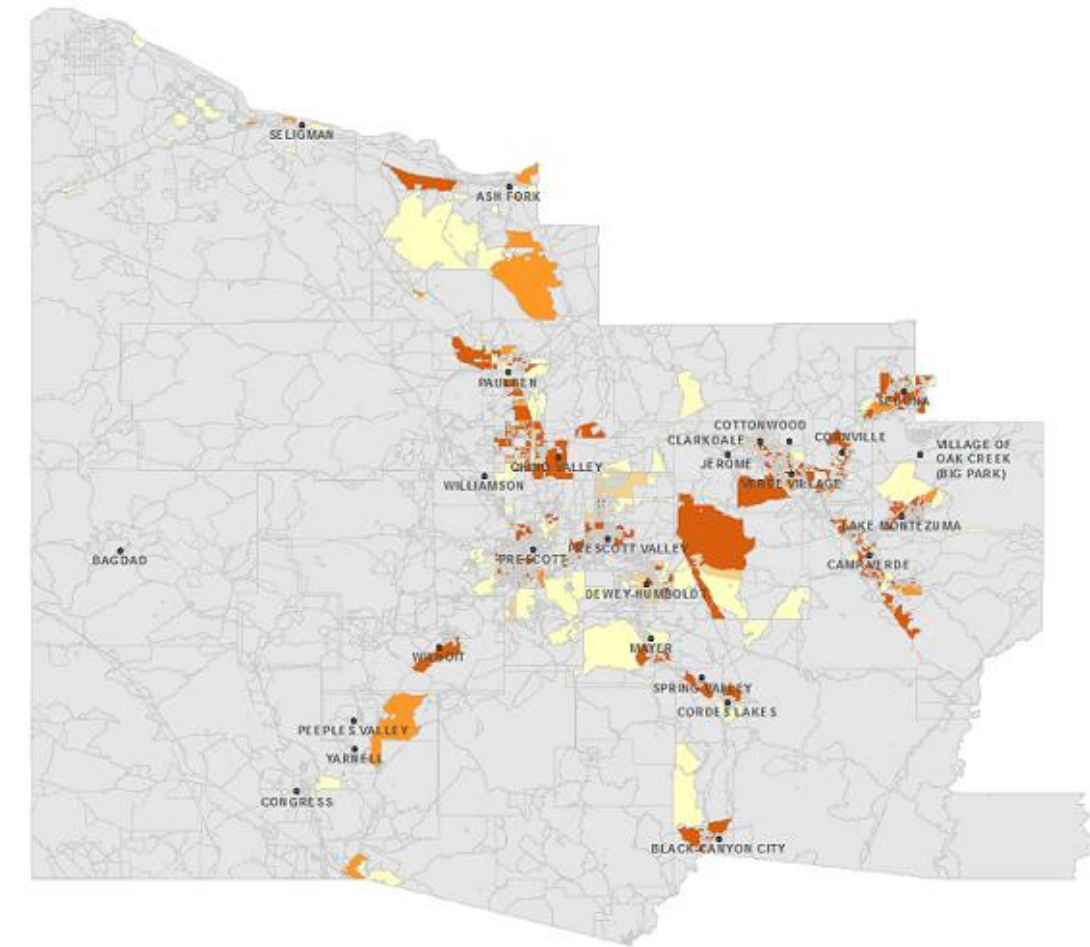 SELIGMAN
ASH FORK
PAULDEN
SEDONA
COTTONWOOD
CLARKDALE
CORNVILLE
JEROME
VILLAGE OF
OAK CREEK
(BIG PARK)
CHINO VALLEY
WILLIAMSON
VERDE VILLAGE
LAKE MONTEZUMA
PRESCOTT VALLEY
PRESCOTT
CAMP VERDE
BAGDAD
DEWEY-HUMBOLDT
MAYER
WILHOIT
SPRING VALLEY
CORDES LAKES
PEEPLES VALLEY
YARNELL
CONGRESS
BLACK CANYON CITY